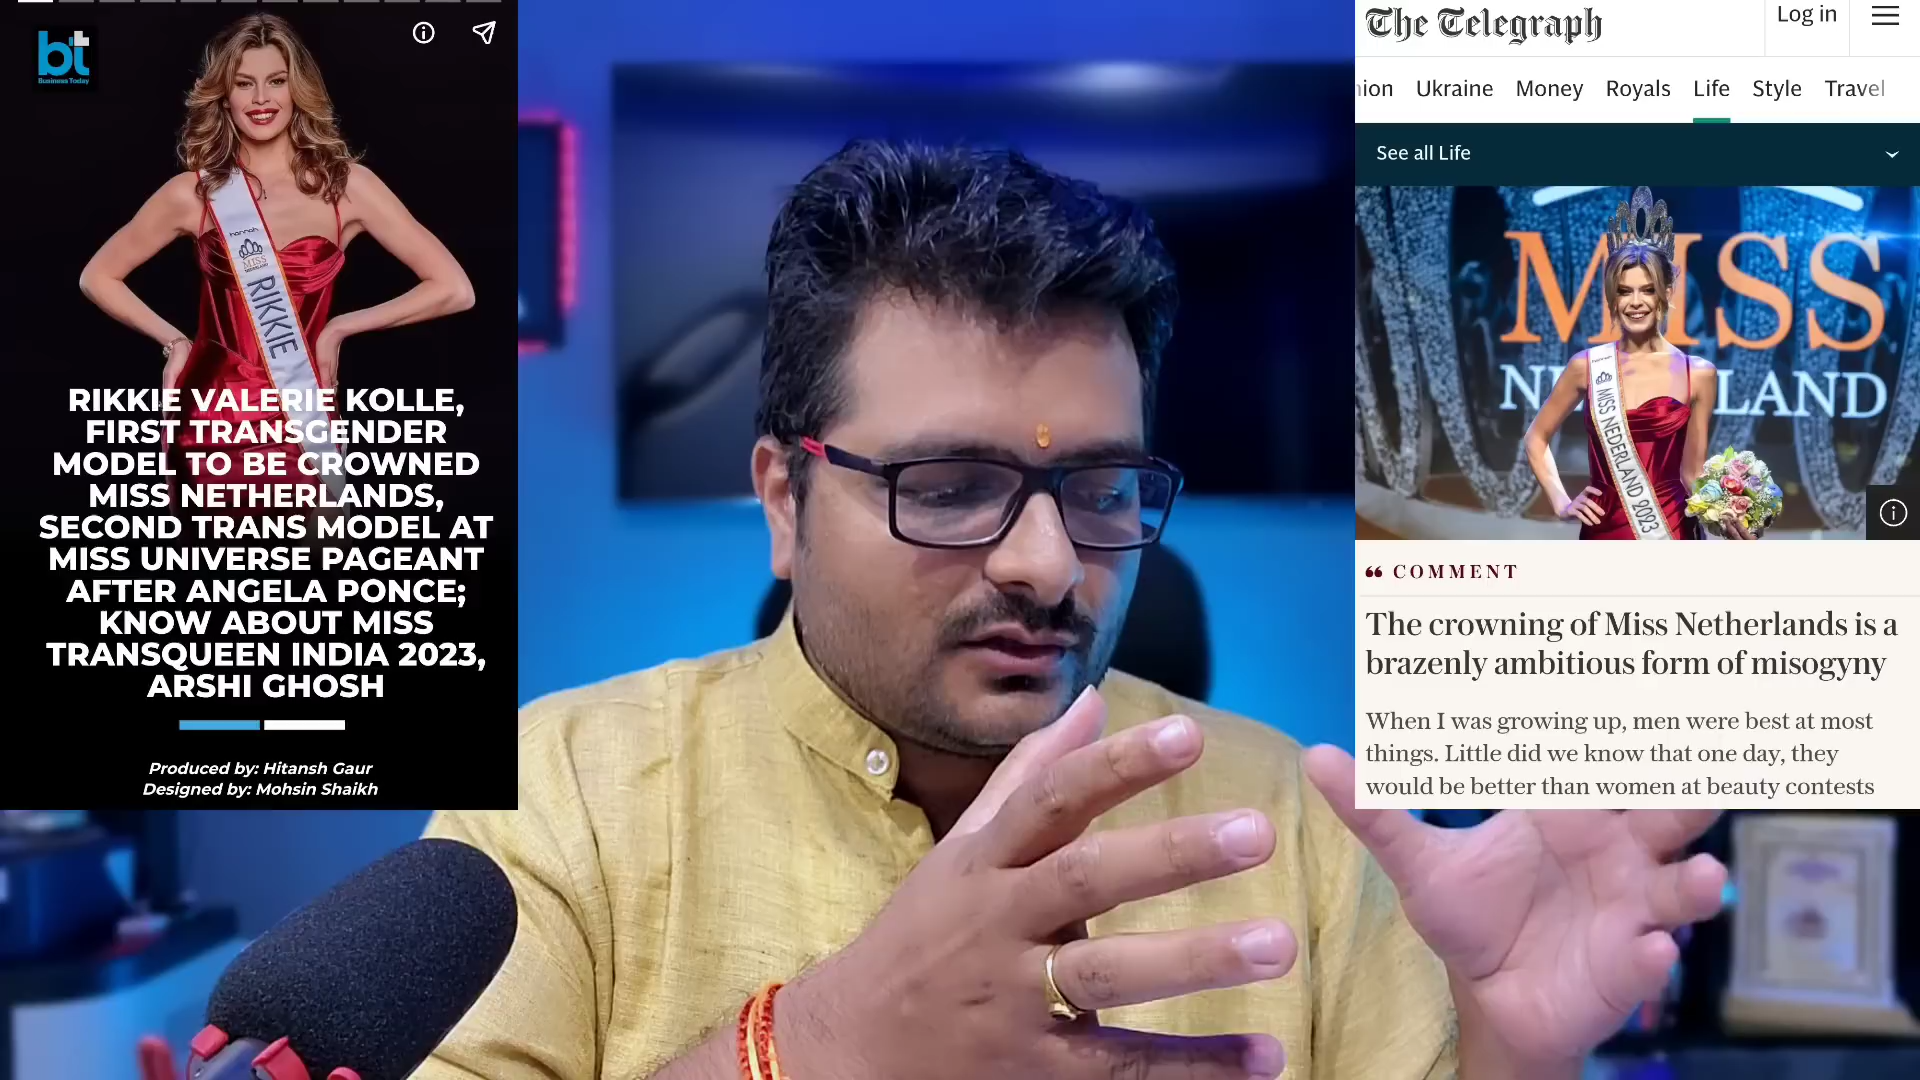 bt
Business Today
hannah
MISS
NEDERLAND
RIKKIE
RIKKIE VALERIE KOLLE,
FIRST TRANSGENDER
MODEL TO BE CROWNED
MISS NETHERLANDS,
SECOND TRANS MODEL AT
MISS UNIVERSE PAGEANT
AFTER ANGELA PONCE;
KNOW ABOUT MISS
TRANSQUEEN INDIA 2023,
ARSHI GHOSH
Produced by: Hitansh Gaur
Designed by: Mohsin Shaikh
The Telegraph
Log in
nion Ukraine Money Royals Life Style Travel
See all Life
MISS
NEDERLAND
MISS NEDERLAND 2023
COMMENT
The crowning of Miss Netherlands is a
brazenly ambitious form of misogyny
When I was growing up, men were best at most
things. Little did we know that one day, they
would be better than women at beauty contests